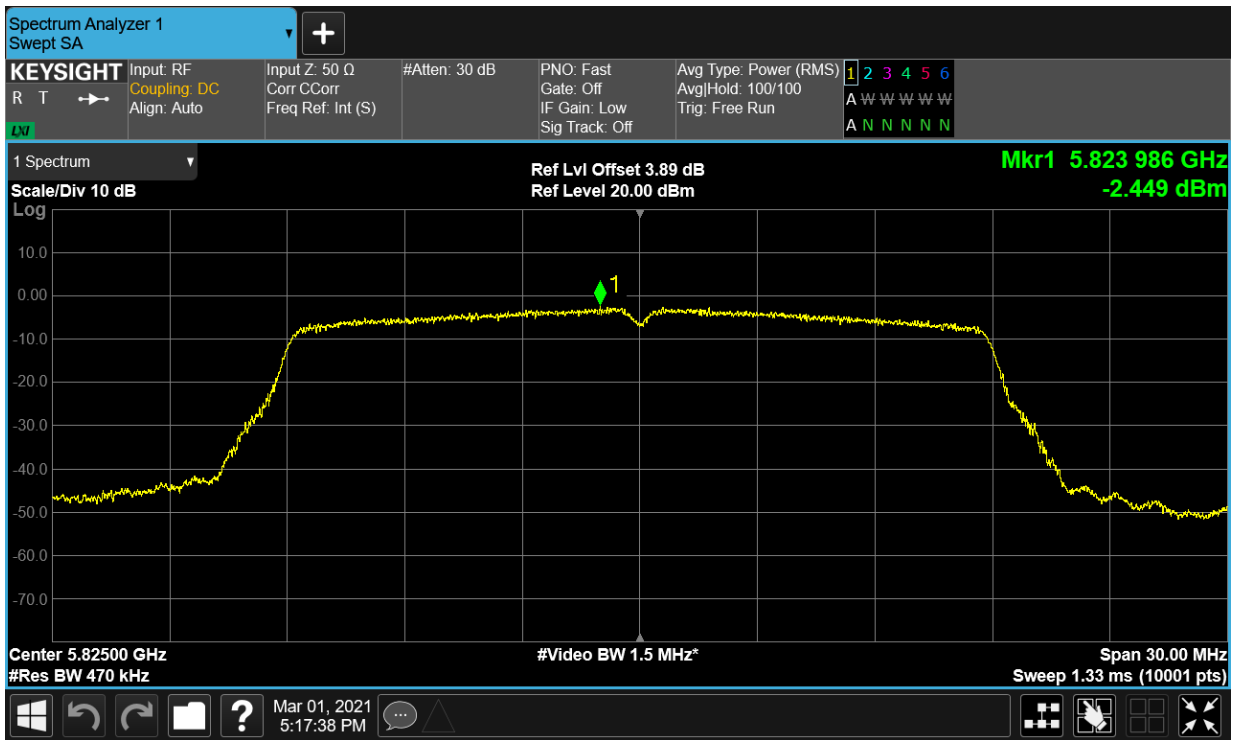 Spectrum Analyzer 1
Swept SA
+
KEYSIGHT
R T
LXI
Input: RF
Coupling: DC
Align: Auto
Input Z: 50 Ω
Corr CCorr
Freq Ref: Int (S)
#Atten: 30 dB
PNO: Fast
Gate: Off
IF Gain: Low
Sig Track: Off
Avg Type: Power (RMS)
Avg|Hold: 100/100
Trig: Free Run
1 2 3 4 5 6
A W W W W W
A N N N N N
1 Spectrum
Scale/Div 10 dB
Log
Ref Lvl Offset 3.89 dB
Ref Level 20.00 dBm
Mkr1 5.823 986 GHz
-2.449 dBm
10.0
0.00
-10.0
-20.0
-30.0
-40.0
-50.0
-60.0
-70.0
1
Center 5.82500 GHz
#Res BW 470 kHz
#Video BW 1.5 MHz*
Span 30.00 MHz
Sweep 1.33 ms (10001 pts)
?
Mar 01, 2021
5:17:38 PM